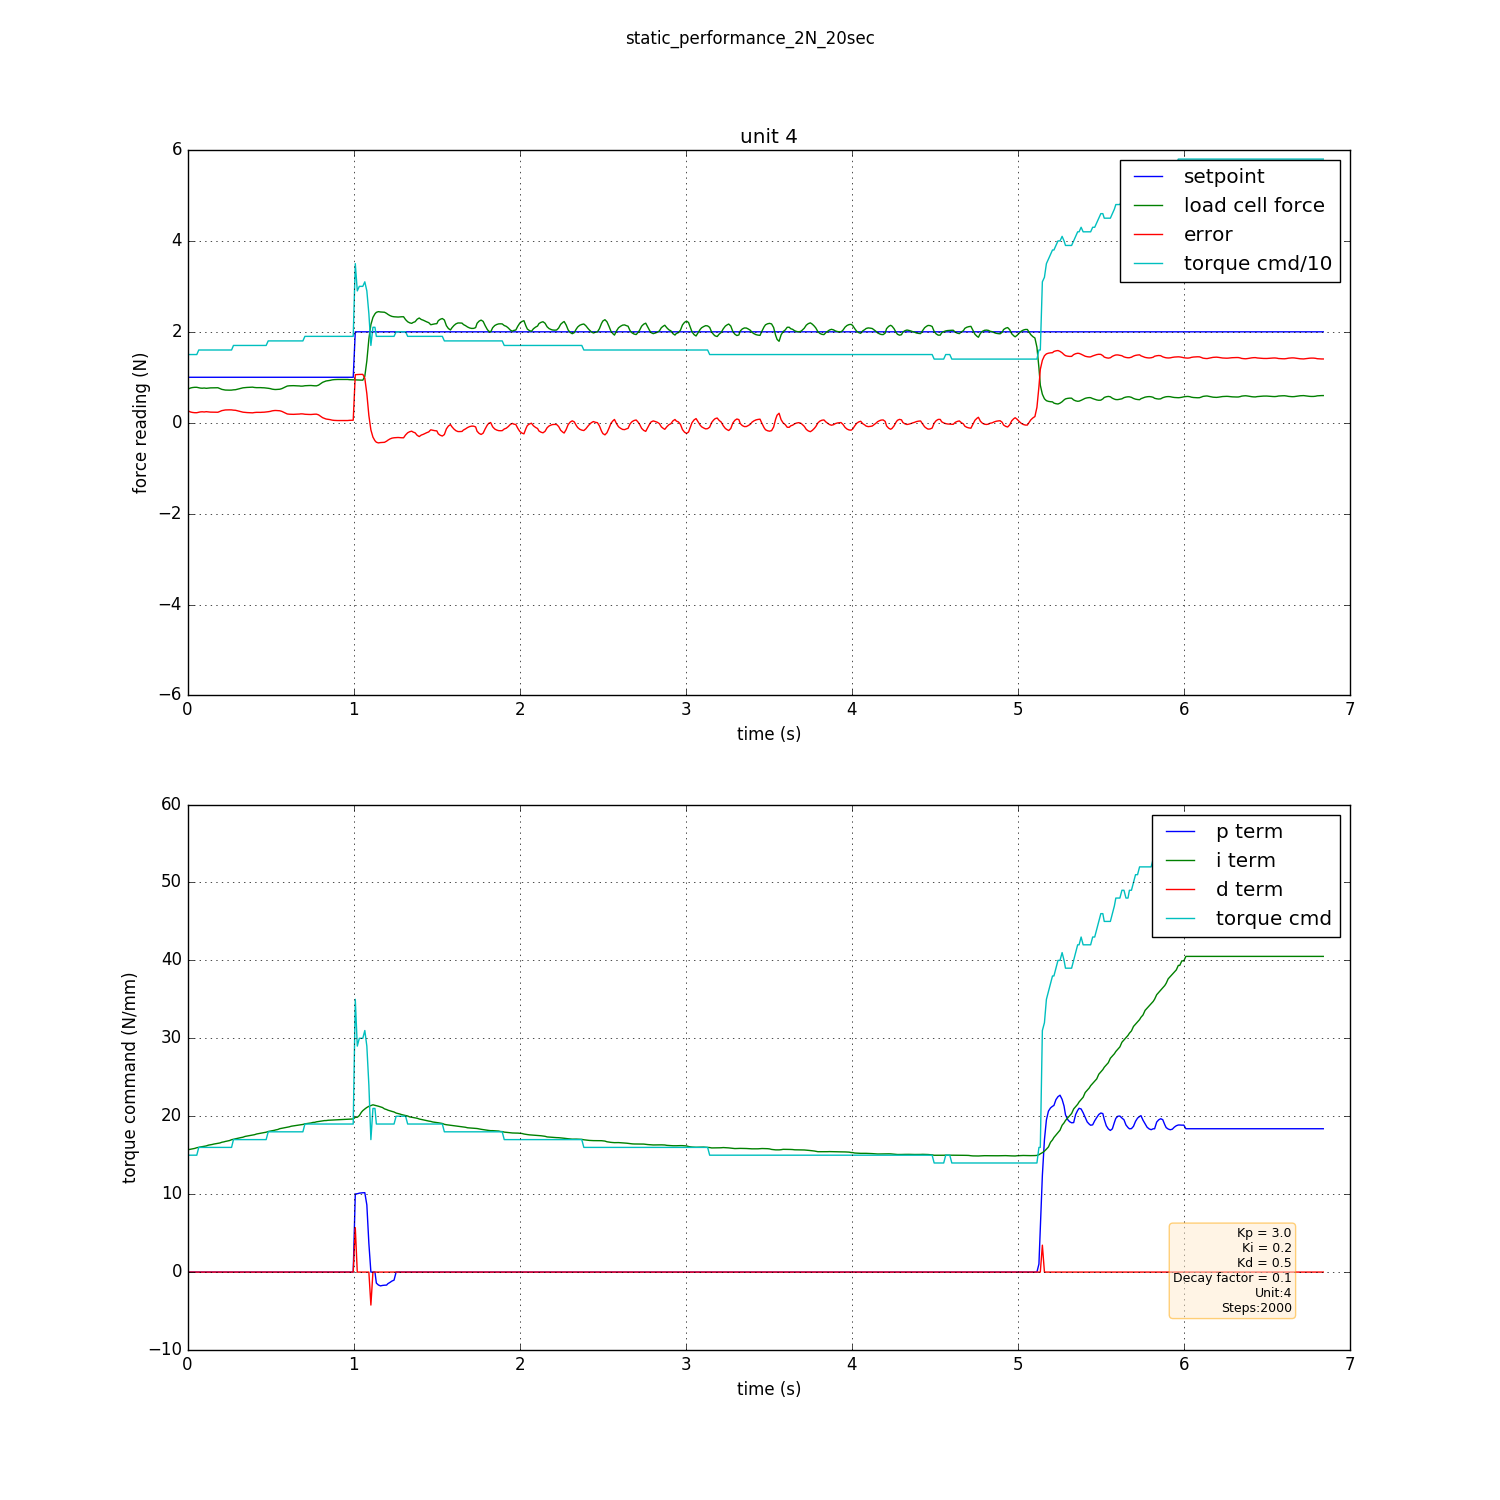 static_performance_2N_20sec
unit 4
6
4
2
0
−2
−4
−6
force reading (N)
setpoint
load cell force
error
torque cmd/10
0 1 2 3 4 5 6 7
time (s)
60
50
40
30
20
10
0
−10
torque command (N/mm)
p term
i term
d term
torque cmd
Kp = 3.0
Ki = 0.2
Kd = 0.5
Decay factor = 0.1
Unit:4
Steps:2000
0 1 2 3 4 5 6 7
time (s)